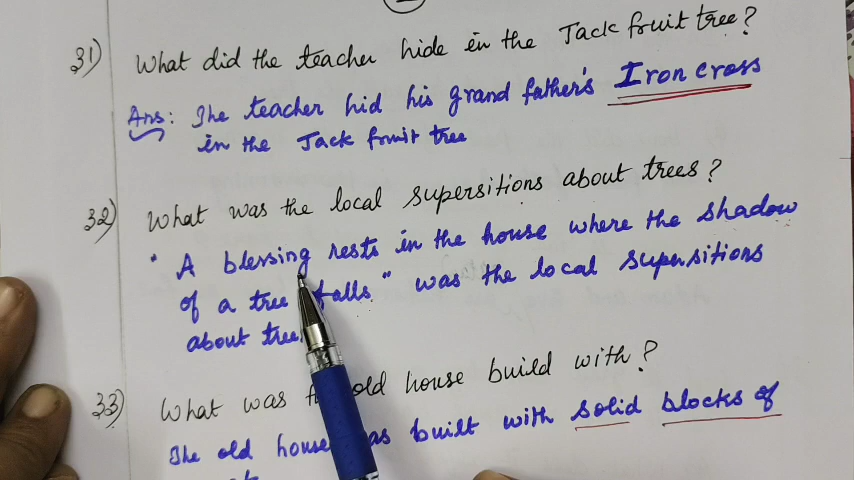 31) What did the teacher hide in the Jack fruit tree?
Ans: The teacher hid his grand father's Iron cross
in the Jack fruit tree
32) What was the local supersitions about trees?
"A blessing rests in the house where the shadow
of a tree falls" was the local supersitions
about
33) What was old house build with?
The old house built with solid blocks of